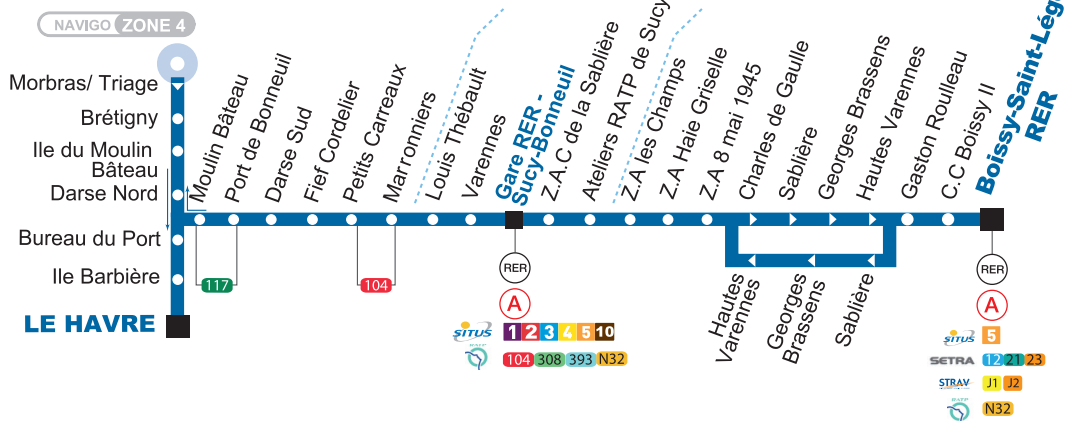 NAVIGO ZONE 4
Morbras/ Triage
Brétigny
Ile du Moulin
Bâteau
Darse Nord
Bureau du Port
Ile Barbière
LE HAVRE
Moulin Bâteau
Port de Bonneuil
Darse Sud
Fief Cordelier
Petits Carreaux
Marronniers
Louis Thébault
Varennes
Gare RER -
Sucy-Bonneuil
Z.A.C de la Sablière
Ateliers RATP de Sucy
Z.A les Champs
Z.A Haie Griselle
Z.A 8 mai 1945
Charles de Gaulle
Sablière
Georges Brassens
Hautes Varennes
Gaston Roulleau
C.C Boissy II
RER
117
104
RER
A
SITUS 1 2 3 4 5 10
RATP 104 308 393 N32
Hautes
Varennes
Georges
Brassens
Sablière
RER
A
SITUS 5
SETRA 12 21 23
STRAV J1 J2
RATP N32